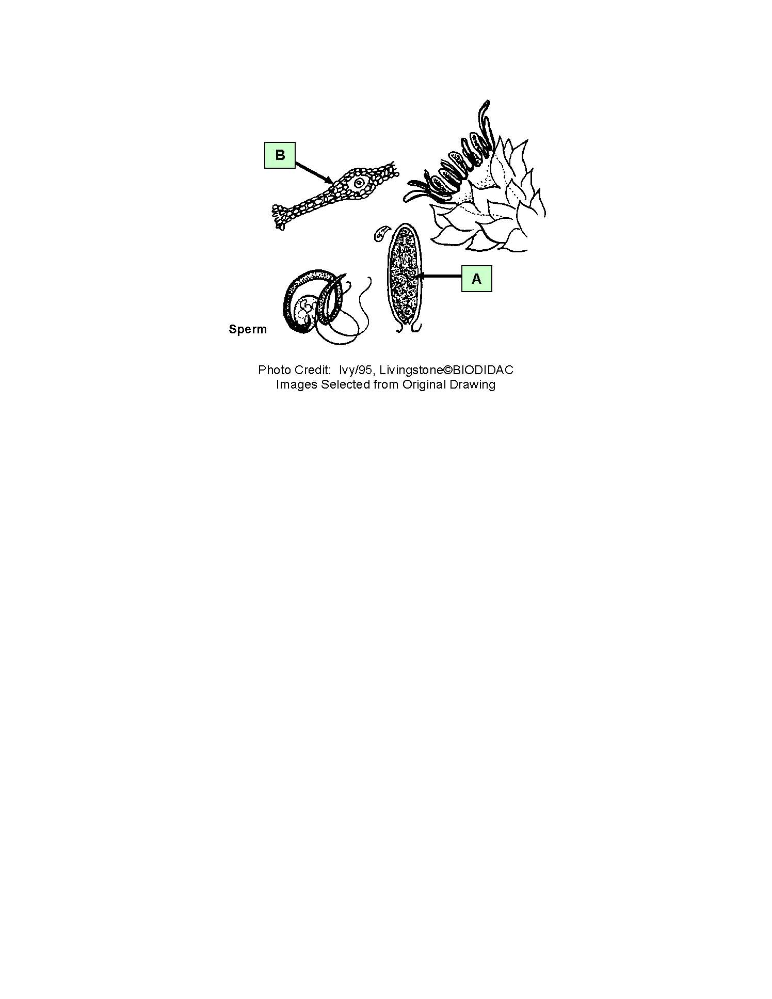 B
A
Sperm
Photo Credit:  Ivy/95, Livingstone©BIODIDAC
Images Selected from Original Drawing